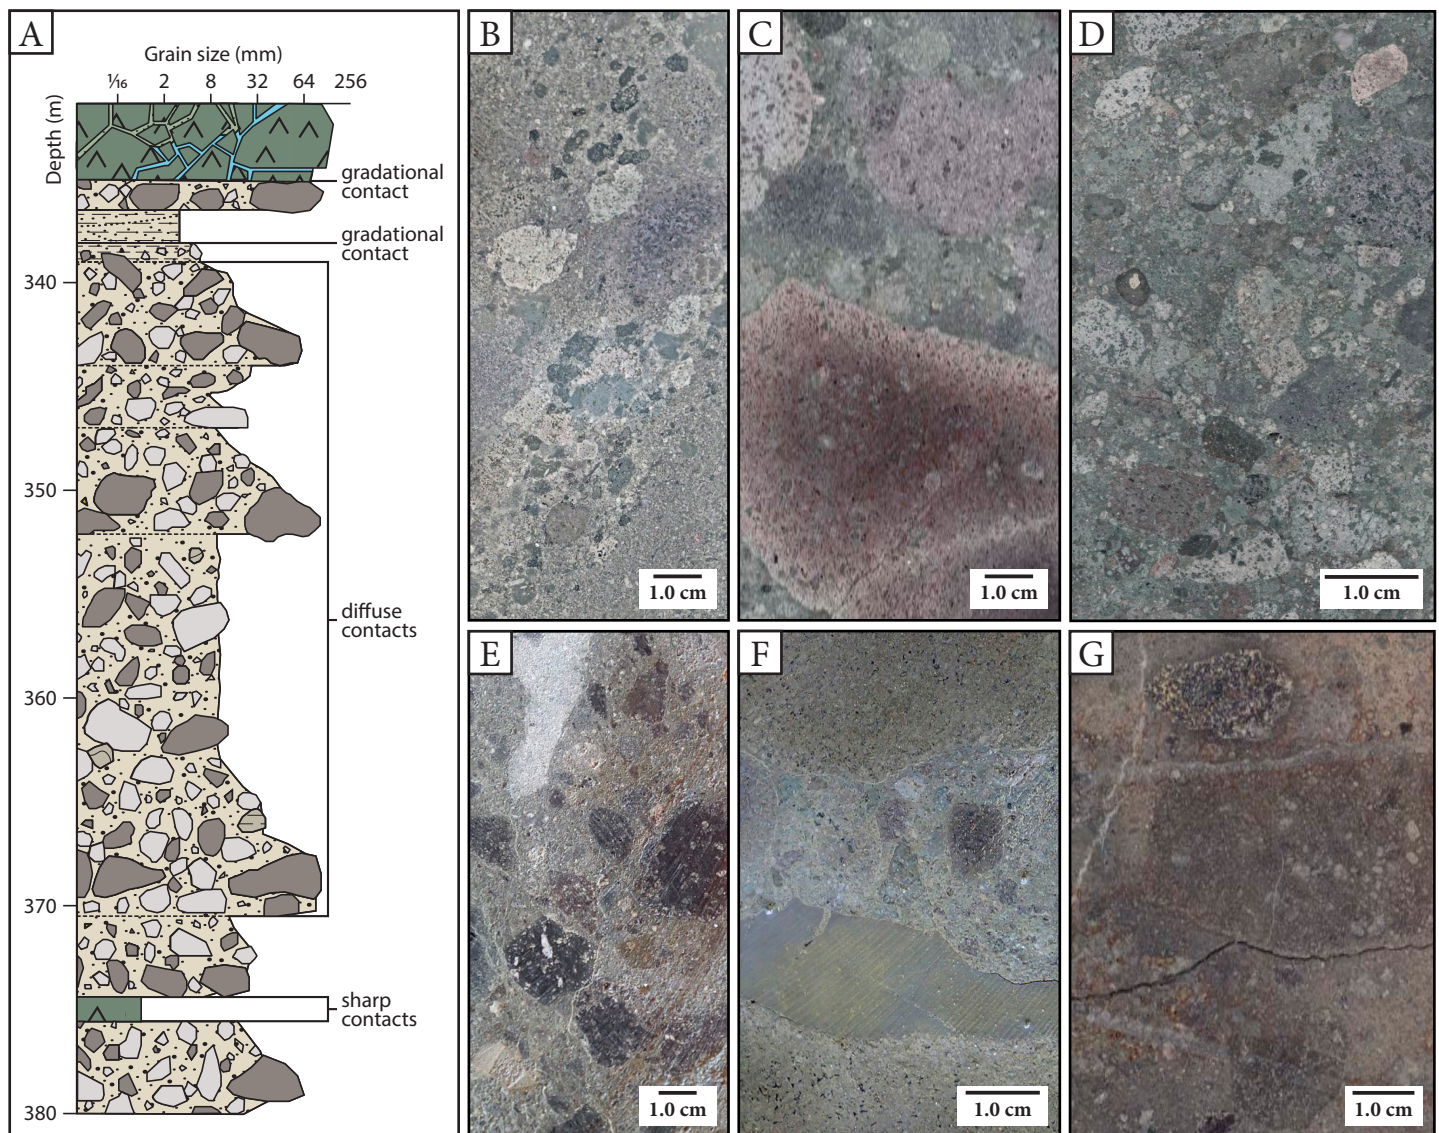 A
Grain size (mm)
1⁄16 2 8 32 64 256
Depth (m)
gradational
contact
gradational
contact
340
350
diffuse
contacts
360
370
sharp
contacts
380
B
1.0 cm
C
1.0 cm
D
1.0 cm
E
1.0 cm
F
1.0 cm
G
1.0 cm